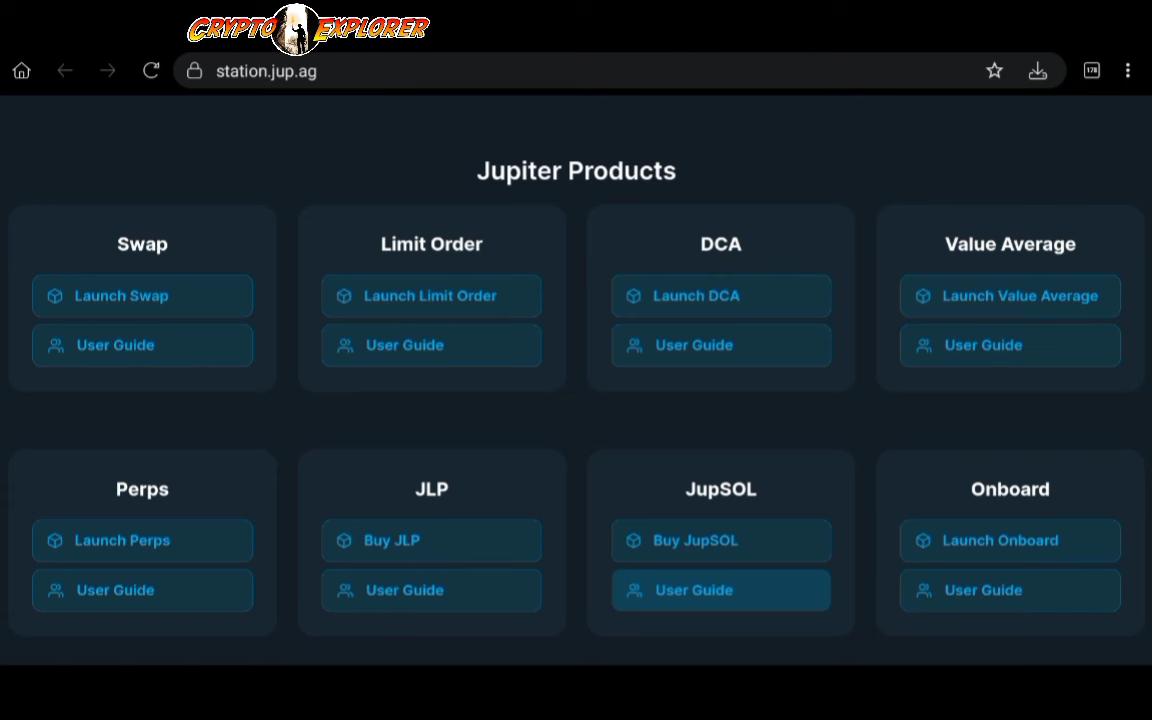 CRYPTO EXPLORER
station.jup.ag
178
Jupiter Products
Swap
Launch Swap
User Guide
Limit Order
Launch Limit Order
User Guide
DCA
Launch DCA
User Guide
Value Average
Launch Value Average
User Guide
Perps
Launch Perps
User Guide
JLP
Buy JLP
User Guide
JupSOL
Buy JupSOL
User Guide
Onboard
Launch Onboard
User Guide